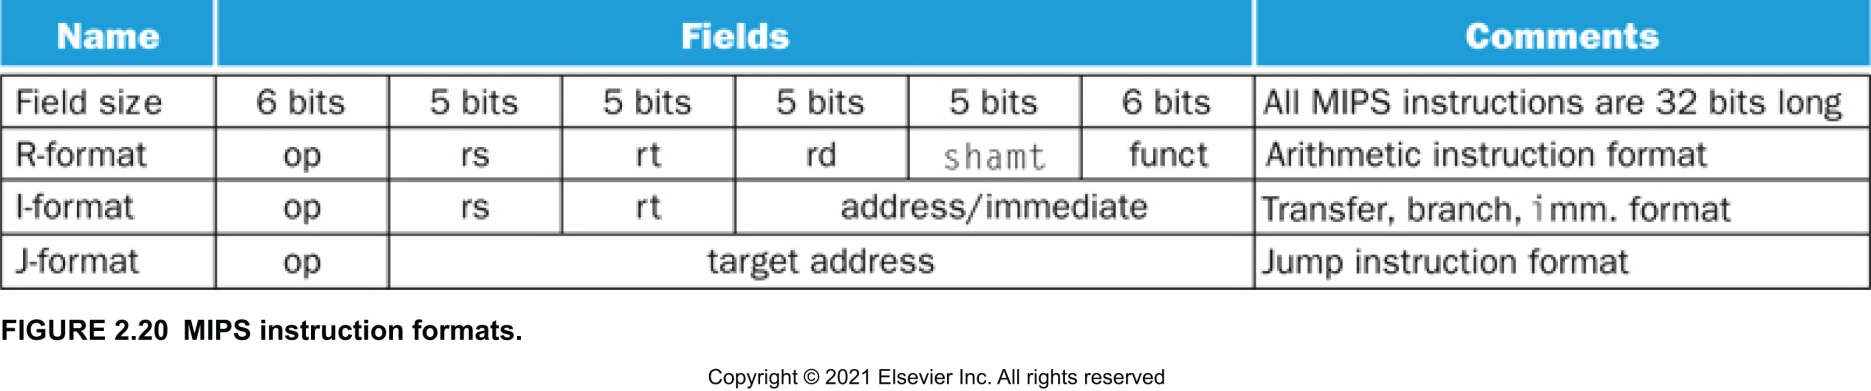 Name Fields Comments
Field size 6 bits 5 bits 5 bits 5 bits 5 bits 6 bits All MIPS instructions are 32 bits long
R-format op rs rt rd shamt funct Arithmetic instruction format
I-format op rs rt address/immediate Transfer, branch, imm. format
J-format op target address Jump instruction format
FIGURE 2.20 MIPS instruction formats.
Copyright © 2021 Elsevier Inc. All rights reserved